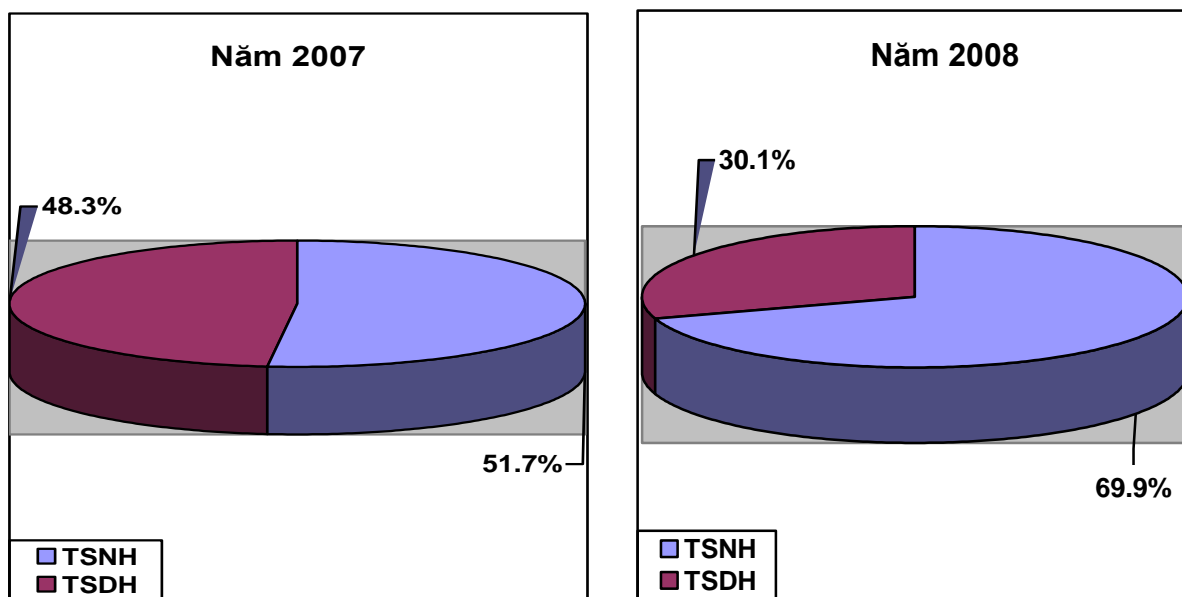 Năm 2007
48.3%
51.7%
TSNH
TSDH
Năm 2008
30.1%
69.9%
TSNH
TSDH